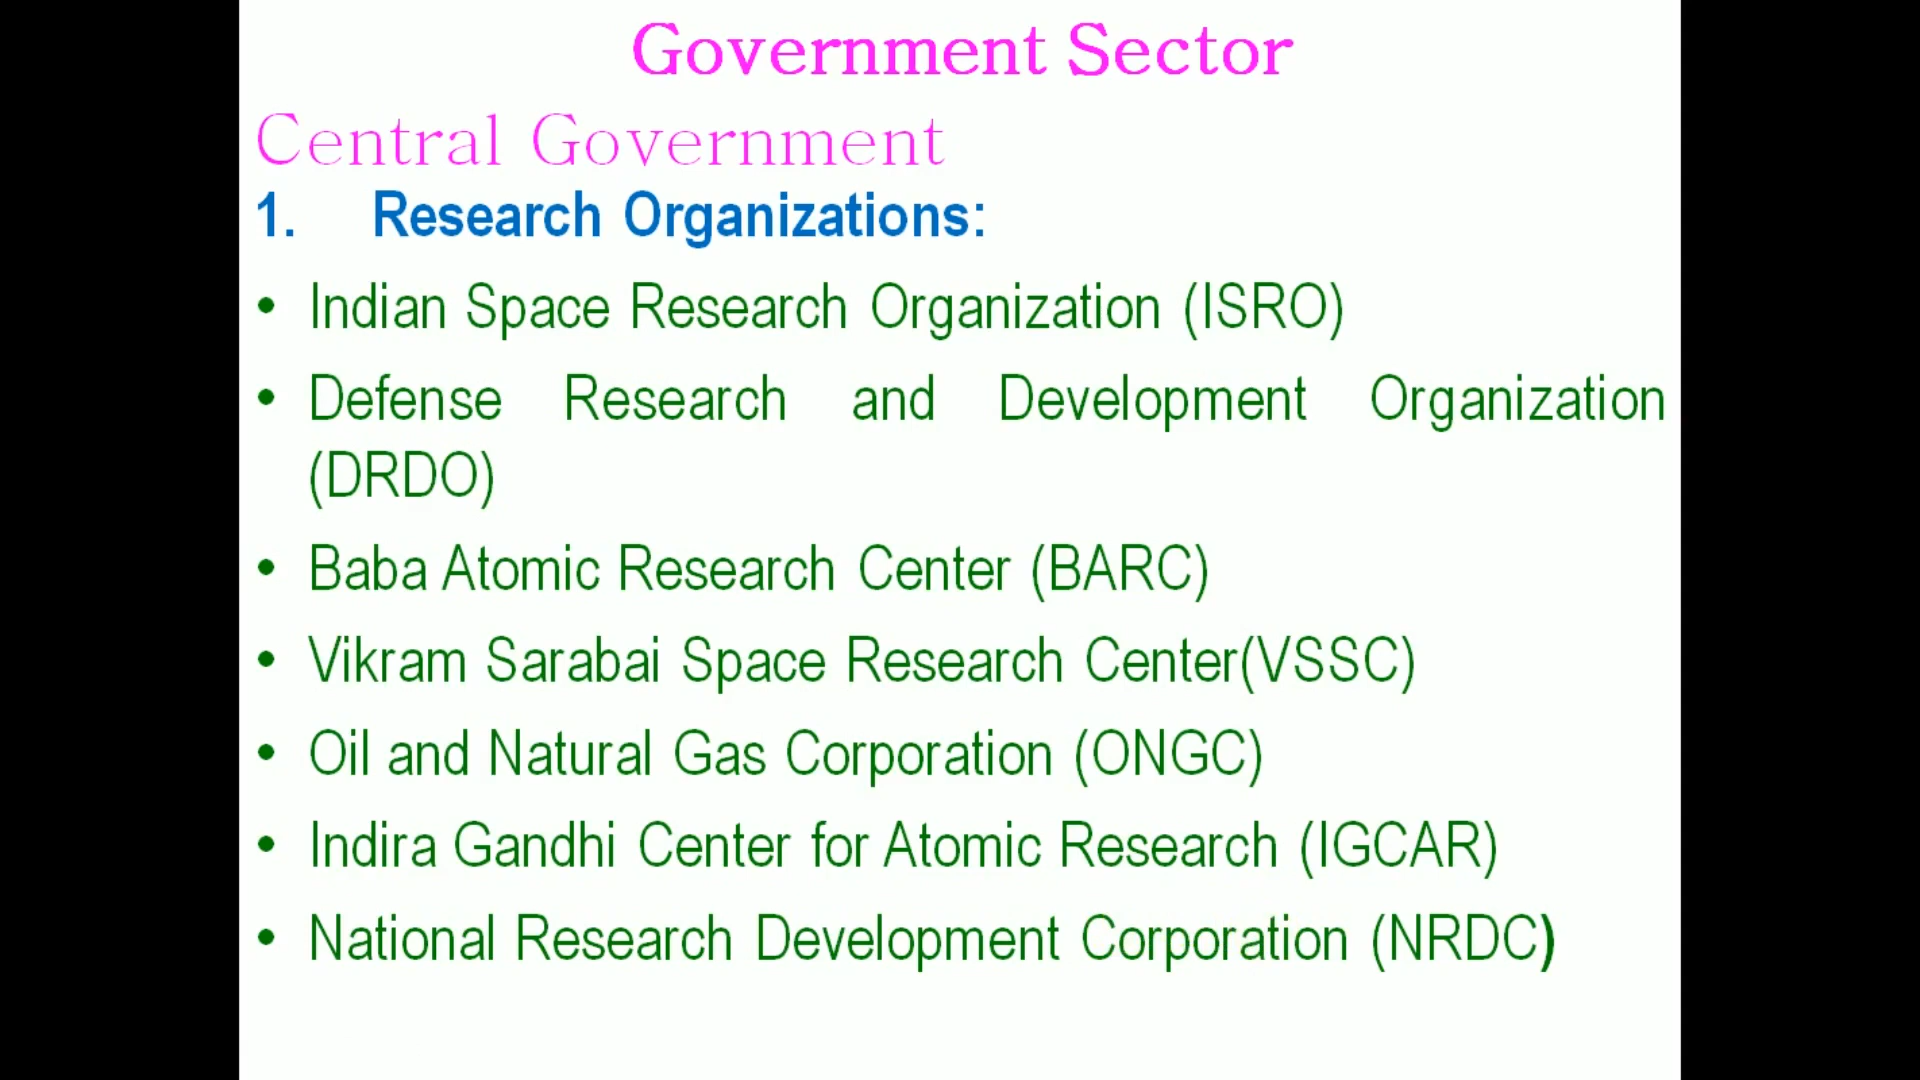 Government Sector
Central Government
1. Research Organizations:
• Indian Space Research Organization (ISRO)
• Defense Research and Development Organization
(DRDO)
• Baba Atomic Research Center (BARC)
• Vikram Sarabai Space Research Center(VSSC)
• Oil and Natural Gas Corporation (ONGC)
• Indira Gandhi Center for Atomic Research (IGCAR)
• National Research Development Corporation (NRDC)